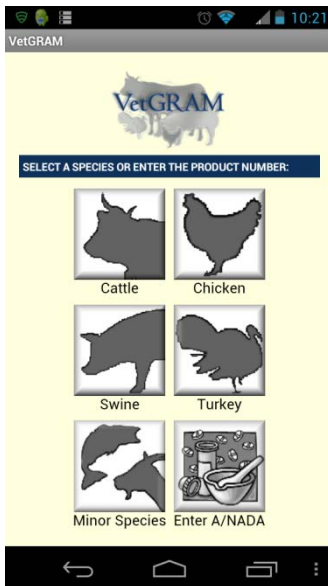 10:21
VetGRAM
VetGRAM
SELECT A SPECIES OR ENTER THE PRODUCT NUMBER:
Cattle Chicken
Swine Turkey
Minor Species Enter A/NADA